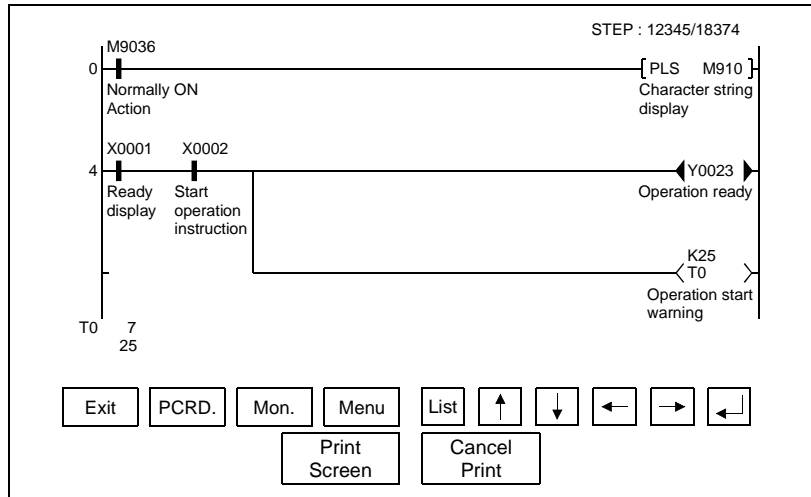 STEP : 12345/18374
M9036
0 PLS M910
Normally ON Character string
Action display
X0001 X0002
4 Y0023
Ready Start Operation ready
display operation
instruction
K25
T0
Operation start
warning
T0 7
25
Exit PCRD. Mon. Menu List
Print Cancel
Screen Print